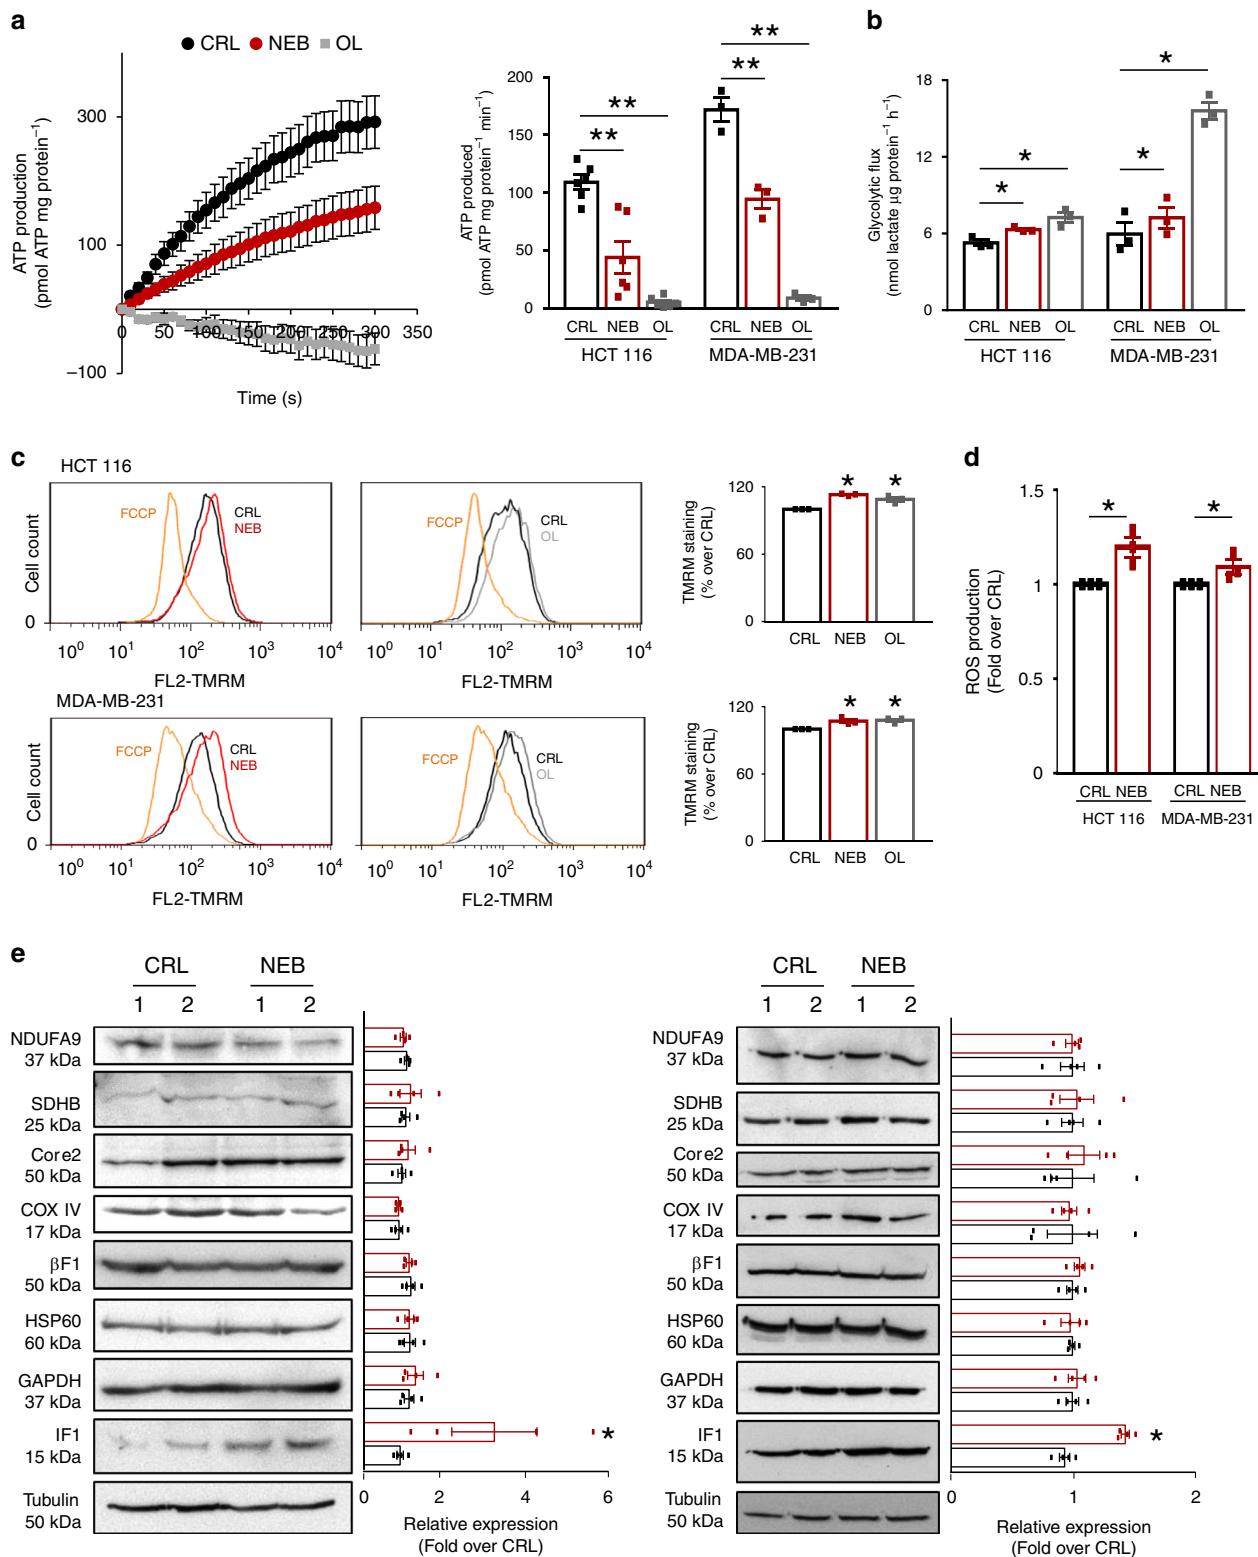 a
CRL NEB OL
ATP production
(pmol ATP mg protein⁻¹)
300
100
−100
0 50 100 150 200 250 300 350
Time (s)
ATP produced
(pmol ATP mg protein⁻¹ min⁻¹)
200
150
100
50
0
** ** ** **
CRL NEB OL CRL NEB OL
HCT 116 MDA-MB-231
b
Glycolytic flux
(nmol lactate µg protein⁻¹ h⁻¹)
18
12
6
0
* * * *
CRL NEB OL CRL NEB OL
HCT 116 MDA-MB-231
c
HCT 116
Cell count
0
FCCP CRL
NEB
10⁰ 10¹ 10² 10³ 10⁴
FL2-TMRM
FCCP CRL
OL
10⁰ 10¹ 10² 10³ 10⁴
FL2-TMRM
TMRM staining
(% over CRL)
120
60
0
* *
CRL NEB OL
MDA-MB-231
Cell count
0
FCCP CRL
NEB
10⁰ 10¹ 10² 10³ 10⁴
FL2-TMRM
FCCP CRL
OL
10⁰ 10¹ 10² 10³ 10⁴
FL2-TMRM
TMRM staining
(% over CRL)
120
60
0
* *
CRL NEB OL
d
ROS production
(Fold over CRL)
1.5
1
0.5
0
* *
CRL NEB CRL NEB
HCT 116 MDA-MB-231
e
CRL NEB
1 2 1 2
NDUFA9
37 kDa
SDHB
25 kDa
Core2
50 kDa
COX IV
17 kDa
βF1
50 kDa
HSP60
60 kDa
GAPDH
37 kDa
IF1
15 kDa
*
Tubulin
50 kDa
0 2 4 6
Relative expression
(Fold over CRL)
CRL NEB
1 2 1 2
NDUFA9
37 kDa
SDHB
25 kDa
Core2
50 kDa
COX IV
17 kDa
βF1
50 kDa
HSP60
60 kDa
GAPDH
37 kDa
IF1
15 kDa
*
Tubulin
50 kDa
0 1 2
Relative expression
(Fold over CRL)